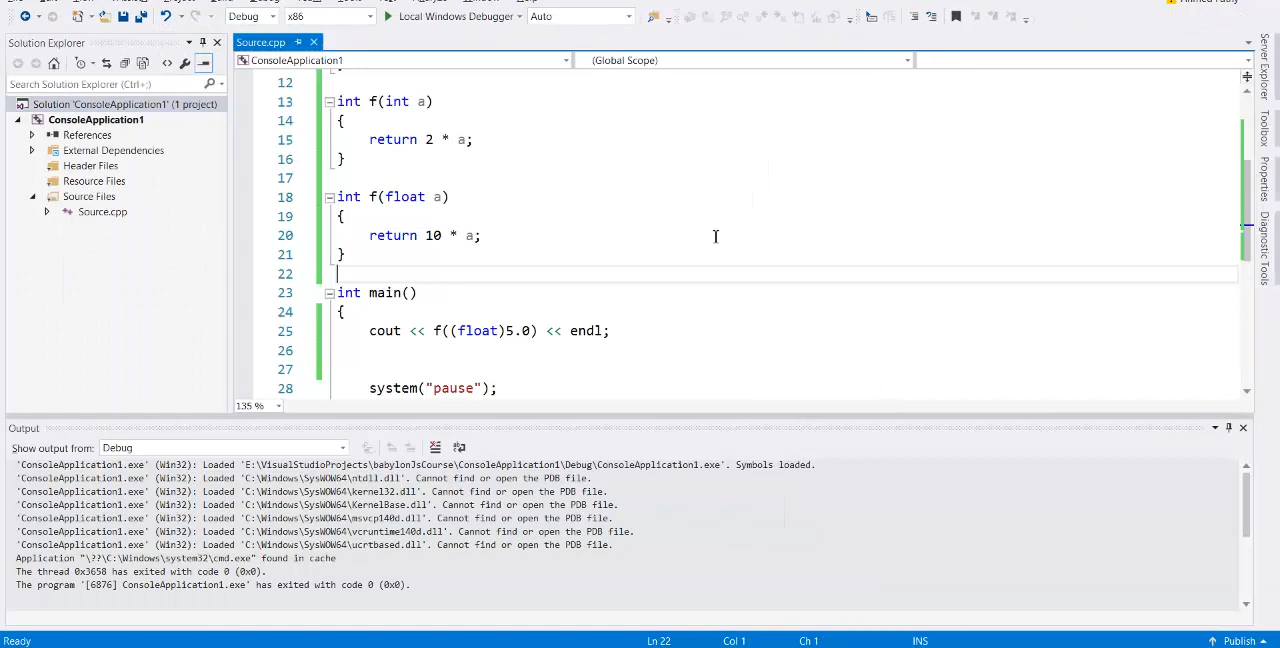 Debug x86 Local Windows Debugger Auto
Solution Explorer
Search Solution Explorer (Ctrl+;)
Solution 'ConsoleApplication1' (1 project)
ConsoleApplication1
References
External Dependencies
Header Files
Resource Files
Source Files
Source.cpp
Source.cpp
ConsoleApplication1 (Global Scope)
12
13 int f(int a)
14 {
15 return 2 * a;
16 }
17
18 int f(float a)
19 {
20 return 10 * a;
21 }
22
23 int main()
24 {
25 cout << f((float)5.0) << endl;
26
27
28 system("pause");
135 %
Server Explorer
Toolbox
Properties
Diagnostic Tools
Output
Show output from: Debug
'ConsoleApplication1.exe' (Win32): Loaded 'E:\VisualStudioProjects\babylonJsCourse\ConsoleApplication1\Debug\ConsoleApplication1.exe'. Symbols loaded.
'ConsoleApplication1.exe' (Win32): Loaded 'C:\Windows\SysWOW64\ntdll.dll'. Cannot find or open the PDB file.
'ConsoleApplication1.exe' (Win32): Loaded 'C:\Windows\SysWOW64\kernel32.dll'. Cannot find or open the PDB file.
'ConsoleApplication1.exe' (Win32): Loaded 'C:\Windows\SysWOW64\KernelBase.dll'. Cannot find or open the PDB file.
'ConsoleApplication1.exe' (Win32): Loaded 'C:\Windows\SysWOW64\msvcp140d.dll'. Cannot find or open the PDB file.
'ConsoleApplication1.exe' (Win32): Loaded 'C:\Windows\SysWOW64\vcruntime140d.dll'. Cannot find or open the PDB file.
'ConsoleApplication1.exe' (Win32): Loaded 'C:\Windows\SysWOW64\ucrtbased.dll'. Cannot find or open the PDB file.
Application "\??\C:\Windows\system32\cmd.exe" found in cache
The thread 0x3658 has exited with code 0 (0x0).
The program '[6876] ConsoleApplication1.exe' has exited with code 0 (0x0).
Ready Ln 22 Col 1 Ch 1 INS Publish